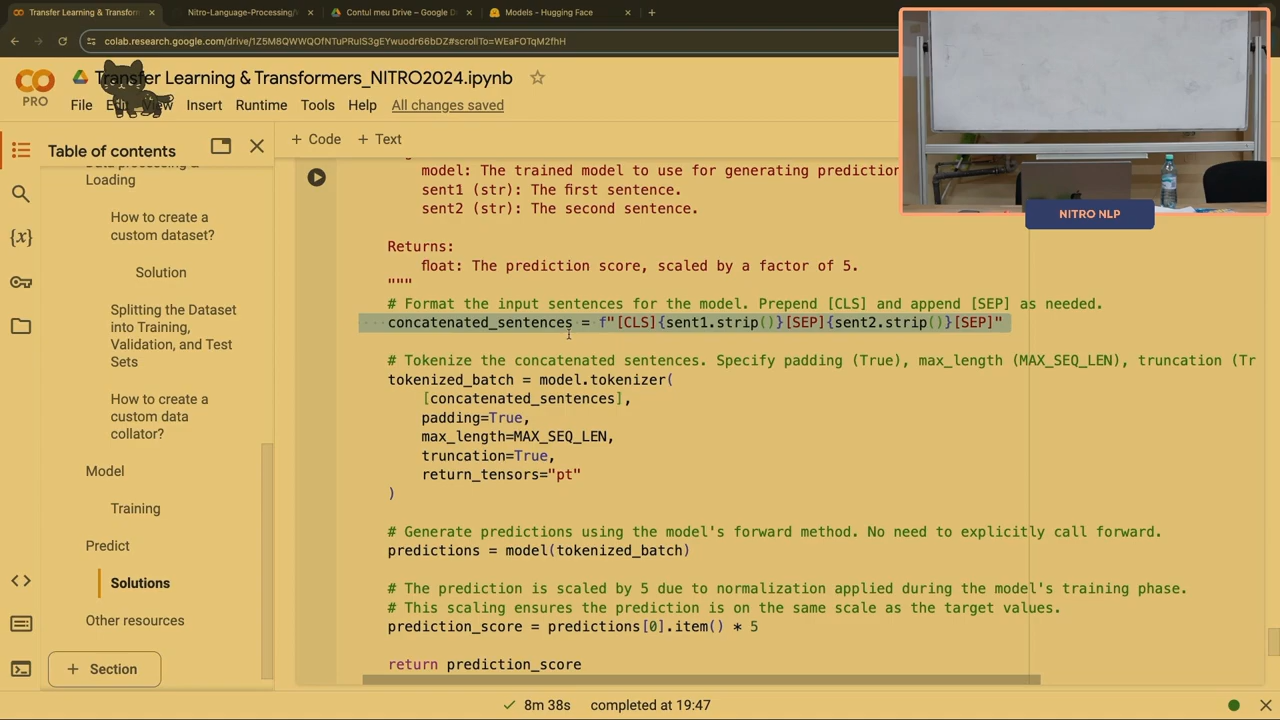 Transfer Learning & Transform
Nitro-Language-Processing/
Contul meu Drive – Google D
Models - Hugging Face
colab.research.google.com/drive/1Z5M8QWWQOfNTuPRuIS3gEYwuodr66bDZ#scrollTo=WEaFOTqM2fhH
PRO
Transfer Learning & Transformers_NITRO2024.ipynb
File Edit View Insert Runtime Tools Help All changes saved
NITRO NLP
Table of contents
+ Code + Text
Loading
How to create a
custom dataset?
Solution
Splitting the Dataset
into Training,
Validation, and Test
Sets
How to create a
custom data
collator?
Model
Training
Predict
Solutions
Other resources
+ Section
model: The trained model to use for generating prediction
sent1 (str): The first sentence.
sent2 (str): The second sentence.
Returns:
float: The prediction score, scaled by a factor of 5.
"""
# Format the input sentences for the model. Prepend [CLS] and append [SEP] as needed.
concatenated_sentences = f"[CLS]{sent1.strip()}[SEP]{sent2.strip()}[SEP]"
# Tokenize the concatenated sentences. Specify padding (True), max_length (MAX_SEQ_LEN), truncation (Tr
tokenized_batch = model.tokenizer(
[concatenated_sentences],
padding=True,
max_length=MAX_SEQ_LEN,
truncation=True,
return_tensors="pt"
)
# Generate predictions using the model's forward method. No need to explicitly call forward.
predictions = model(tokenized_batch)
# The prediction is scaled by 5 due to normalization applied during the model's training phase.
# This scaling ensures the prediction is on the same scale as the target values.
prediction_score = predictions[0].item() * 5
return prediction_score
8m 38s completed at 19:47